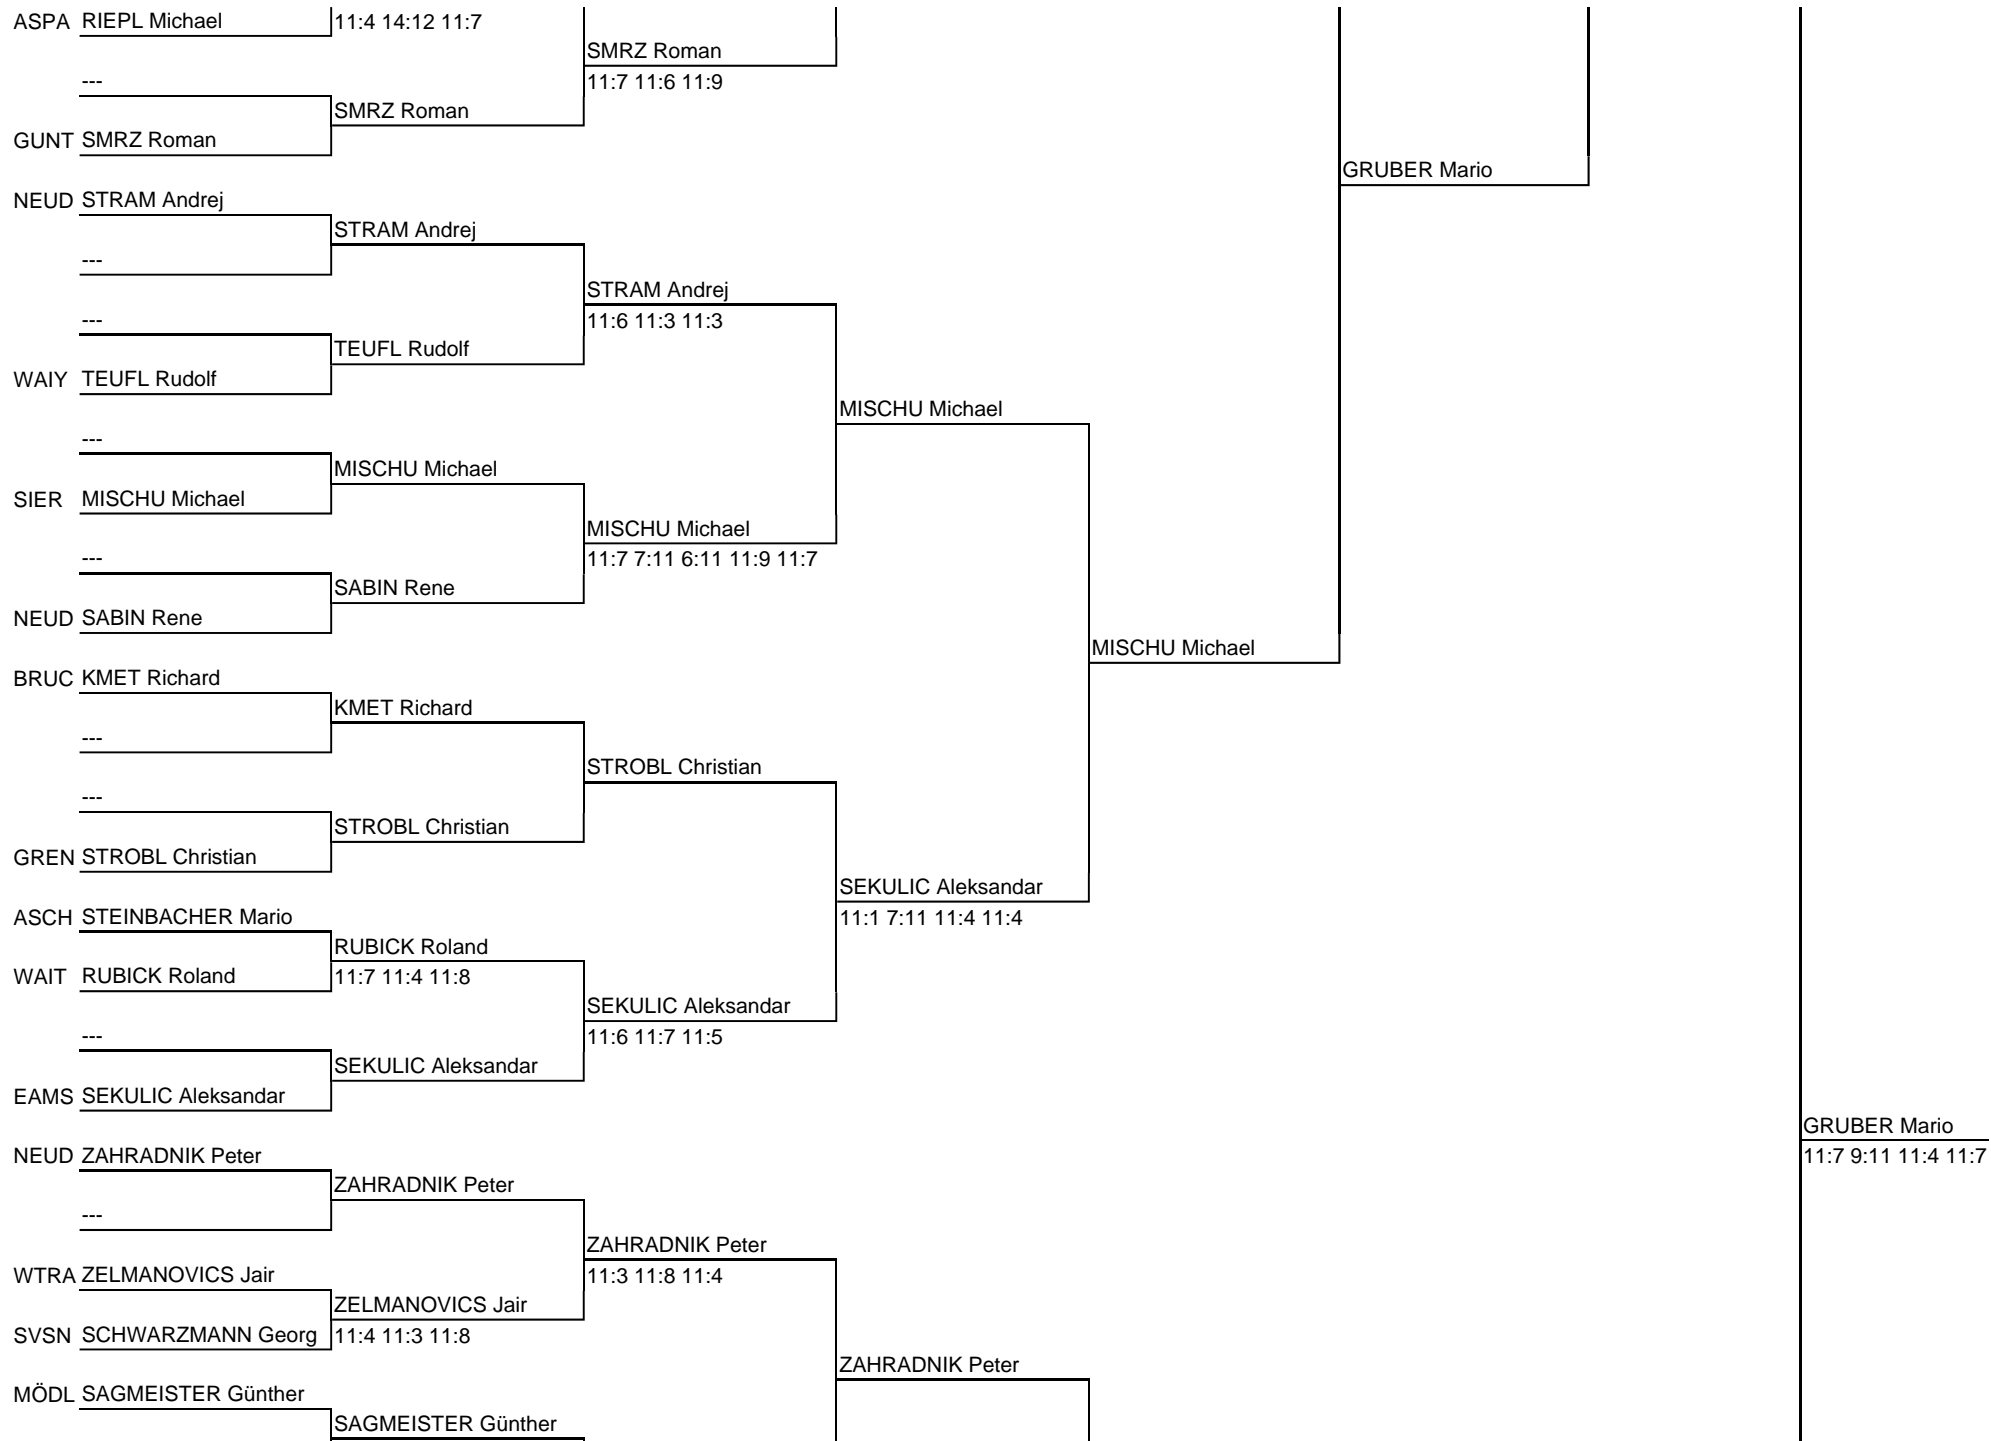 ASPA RIEPL Michael 11:4 14:12 11:7
SMRZ Roman
--- 11:7 11:6 11:9
SMRZ Roman
GUNT SMRZ Roman
GRUBER Mario
NEUD STRAM Andrej
STRAM Andrej
---
STRAM Andrej
--- 11:6 11:3 11:3
TEUFL Rudolf
WAIY TEUFL Rudolf
MISCHU Michael
---
MISCHU Michael
SIER MISCHU Michael
MISCHU Michael
--- 11:7 7:11 6:11 11:9 11:7
SABIN Rene
NEUD SABIN Rene
MISCHU Michael
BRUC KMET Richard
KMET Richard
---
STROBL Christian
---
STROBL Christian
GREN STROBL Christian
SEKULIC Aleksandar
ASCH STEINBACHER Mario 11:1 7:11 11:4 11:4
RUBICK Roland
WAIT RUBICK Roland 11:7 11:4 11:8
SEKULIC Aleksandar
--- 11:6 11:7 11:5
SEKULIC Aleksandar
EAMS SEKULIC Aleksandar
GRUBER Mario
NEUD ZAHRADNIK Peter 11:7 9:11 11:4 11:7
ZAHRADNIK Peter
---
ZAHRADNIK Peter
WTRA ZELMANOVICS Jair 11:3 11:8 11:4
ZELMANOVICS Jair
SVSN SCHWARZMANN Georg 11:4 11:3 11:8
ZAHRADNIK Peter
MÖDL SAGMEISTER Günther
SAGMEISTER Günther